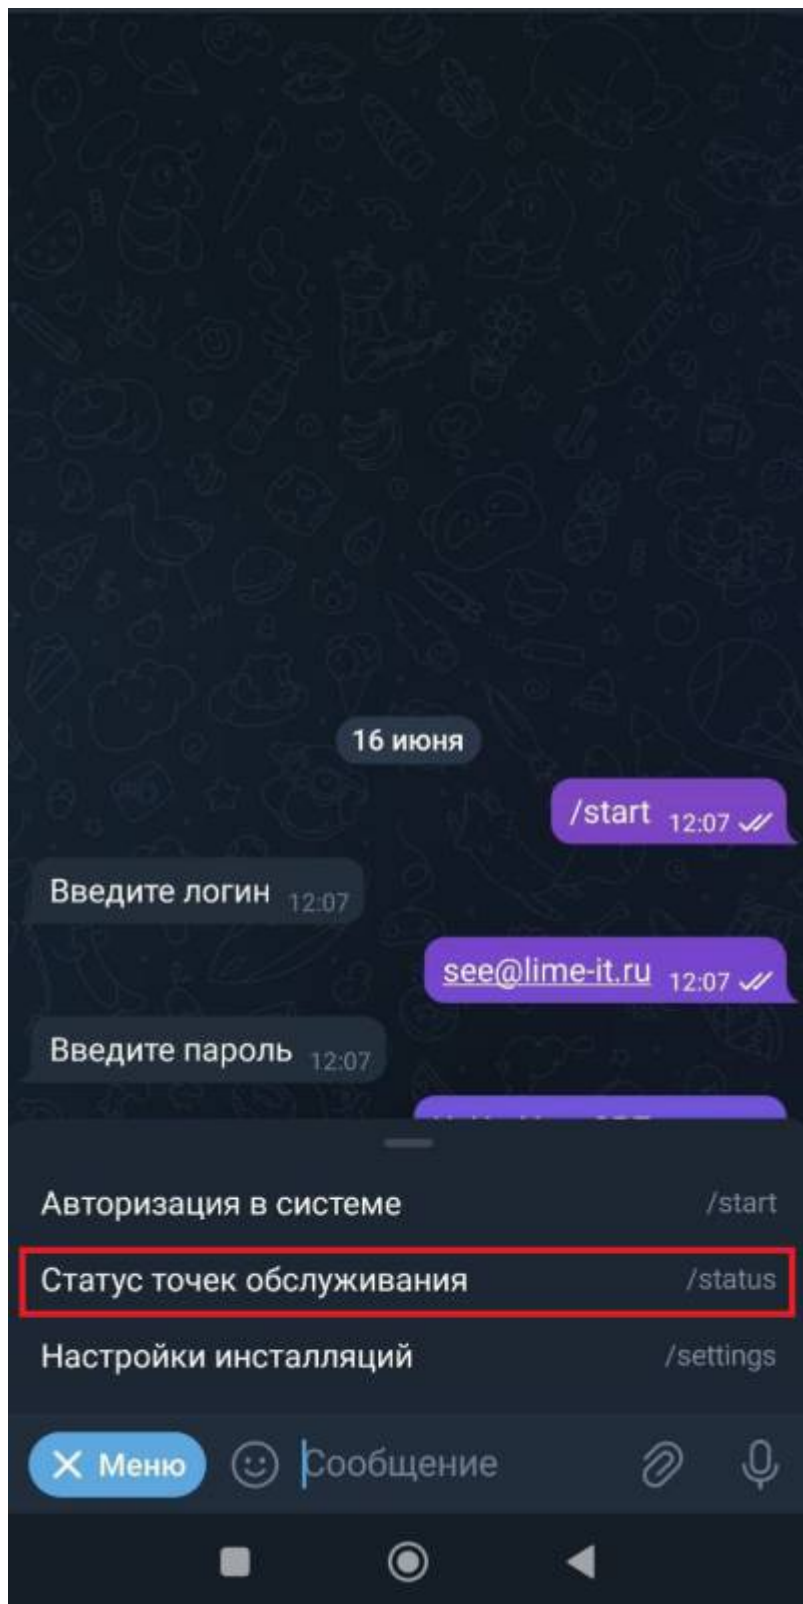 16 июня
/start 12:07
Введите логин 12:07
see@lime-it.ru 12:07
Введите пароль 12:07
Авторизация в системе /start
Статус точек обслуживания /status
Настройки инсталляций /settings
Меню Сообщение